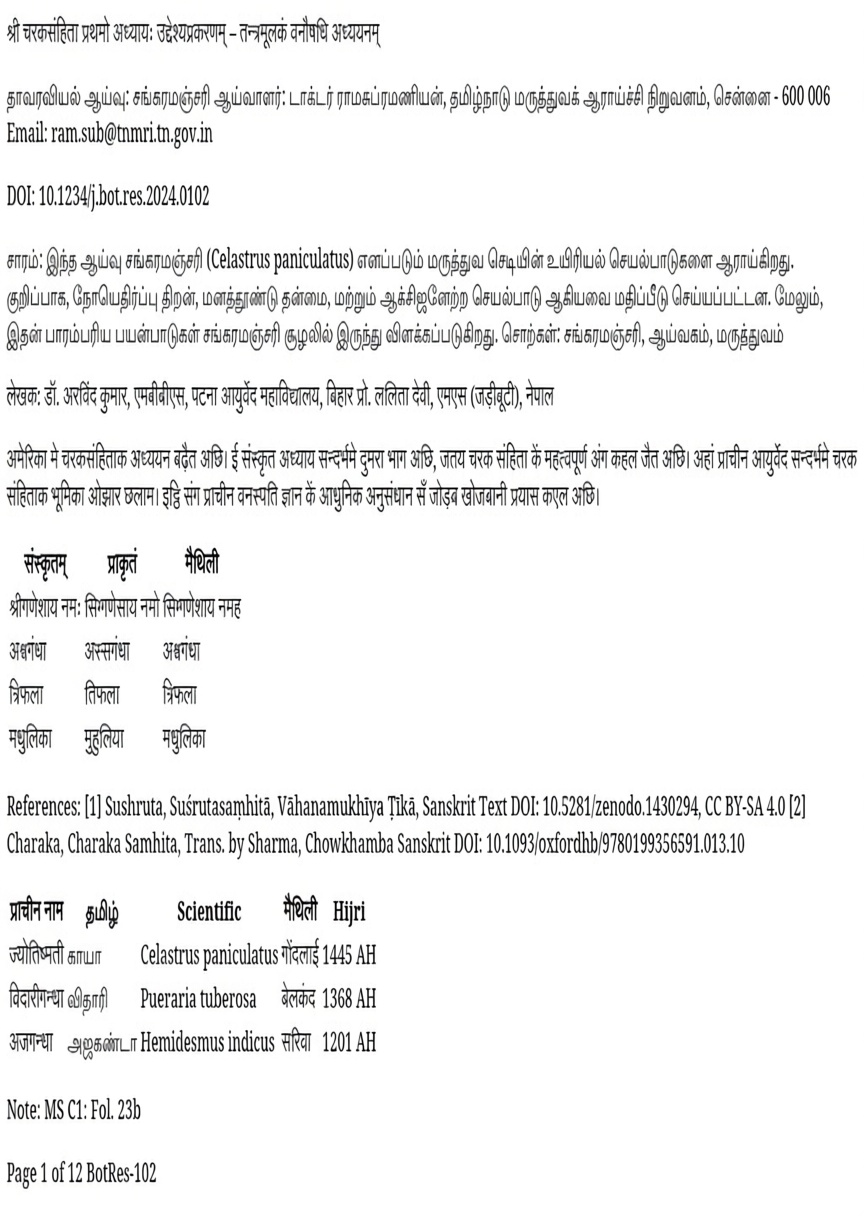 श्री चरकसंहिता प्रथमो अध्यायः उद्देश्यप्रकरणम् – तन्त्रमूलकं वनौषधि अध्ययनम्
தாவரவியல் ஆய்வு: சங்கரமஞ்சரி ஆய்வாளர்: டாக்டர் ராமசுப்ரமணியன், தமிழ்நாடு மருத்துவக் ஆராய்ச்சி நிறுவனம், சென்னை - 600 006
Email: ram.sub@tnmri.tn.gov.in
DOI: 10.1234/j.bot.res.2024.0102
சாரம்: இந்த ஆய்வு சங்கரமஞ்சரி (Celastrus paniculatus) எனப்படும் மருத்துவ செடியின் உயிரியல் செயல்பாடுகளை ஆராய்கிறது.
குறிப்பாக, நோயெதிர்ப்பு திறன், மனத்தூண்டு தன்மை, மற்றும் ஆக்சிஜனேற்ற செயல்பாடு ஆகியவை மதிப்பீடு செய்யப்பட்டன. மேலும்,
இதன் பாரம்பரிய பயன்பாடுகள் சங்கரமஞ்சரி சூழலில் இருந்து விளக்கப்படுகிறது. சொற்கள்: சங்கரமஞ்சரி, ஆய்வகம், மருத்துவம்
लेखक: डॉ. अरविंद कुमार, एमबीबीएस, पटना आयुर्वेद महाविद्यालय, बिहार प्रो. ललिता देवी, एमएस (जड़ीबूटी), नेपाल
अमेरिका मे चरकसंहिताक अध्ययन बढ़ैत अछि। ई संस्कृत अध्याय सन्दर्भमे दुमरा भाग अछि, जतय चरक संहिता कें महत्वपूर्ण अंग कहल जैत अछि। अहां प्राचीन आयुर्वेद सन्दर्भमे चरक
संहिताक भूमिका ओझार छलाम। इट्ठि संग प्राचीन वनस्पति ज्ञान कें आधुनिक अनुसंधान सँ जोड़ब खोजबानी प्रयास कएल अछि।
संस्कृतम् प्राकृतं मैथिली
श्रीगणेशाय नमः सिग्गणेसाय नमो सिग्गणेशाय नमह
अश्वगंधा अस्सगंधा अश्वगंधा
त्रिफला तिफला त्रिफला
मधुलिका मुहुलिया मधुलिका
References: [1] Sushruta, Suśrutasaṃhitā, Vāhanamukhīya Ṭīkā, Sanskrit Text DOI: 10.5281/zenodo.1430294, CC BY-SA 4.0 [2]
Charaka, Charaka Samhita, Trans. by Sharma, Chowkhamba Sanskrit DOI: 10.1093/oxfordhb/9780199356591.013.10
प्राचीन नाम தமிழ் Scientific मैथिली Hijri
ज्योतिष्मती காயா Celastrus paniculatus गोंदलाई 1445 AH
विदारीगन्धा விதாரி Pueraria tuberosa बेलकंद 1368 AH
अजगन्धा அஜகண்டா Hemidesmus indicus सरिवा 1201 AH
Note: MS C1: Fol. 23b
Page 1 of 12 BotRes-102